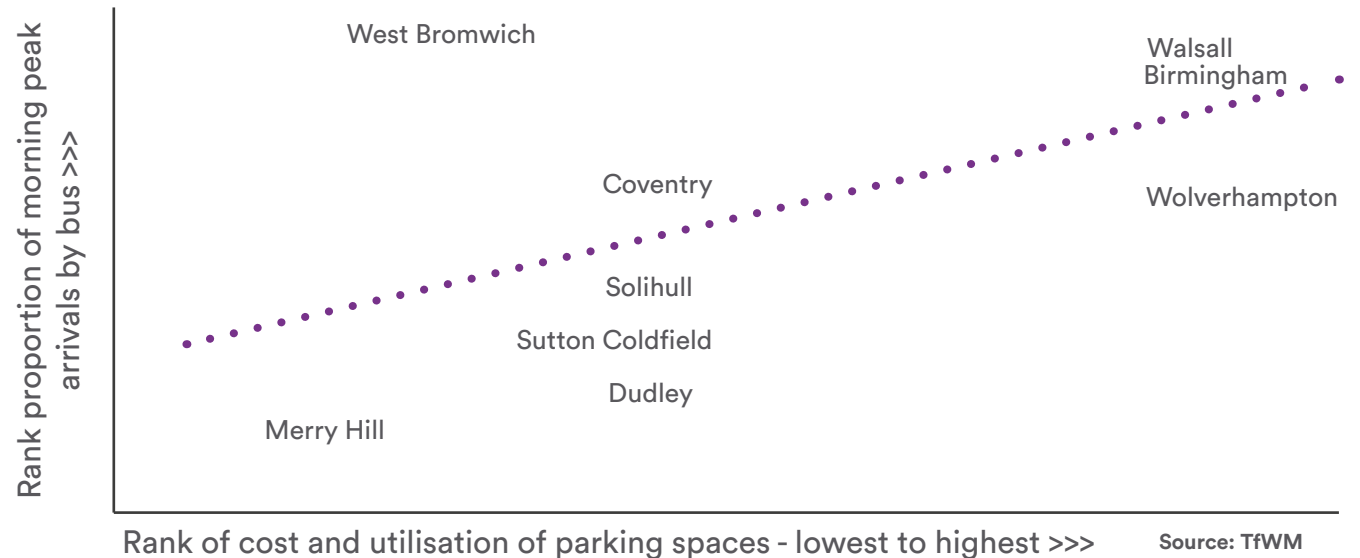 Rank proportion of morning peak
arrivals by bus >>>
West Bromwich
Walsall
Birmingham
Coventry
Wolverhampton
Solihull
Sutton Coldfield
Dudley
Merry Hill
Rank of cost and utilisation of parking spaces - lowest to highest >>>
Source: TfWM